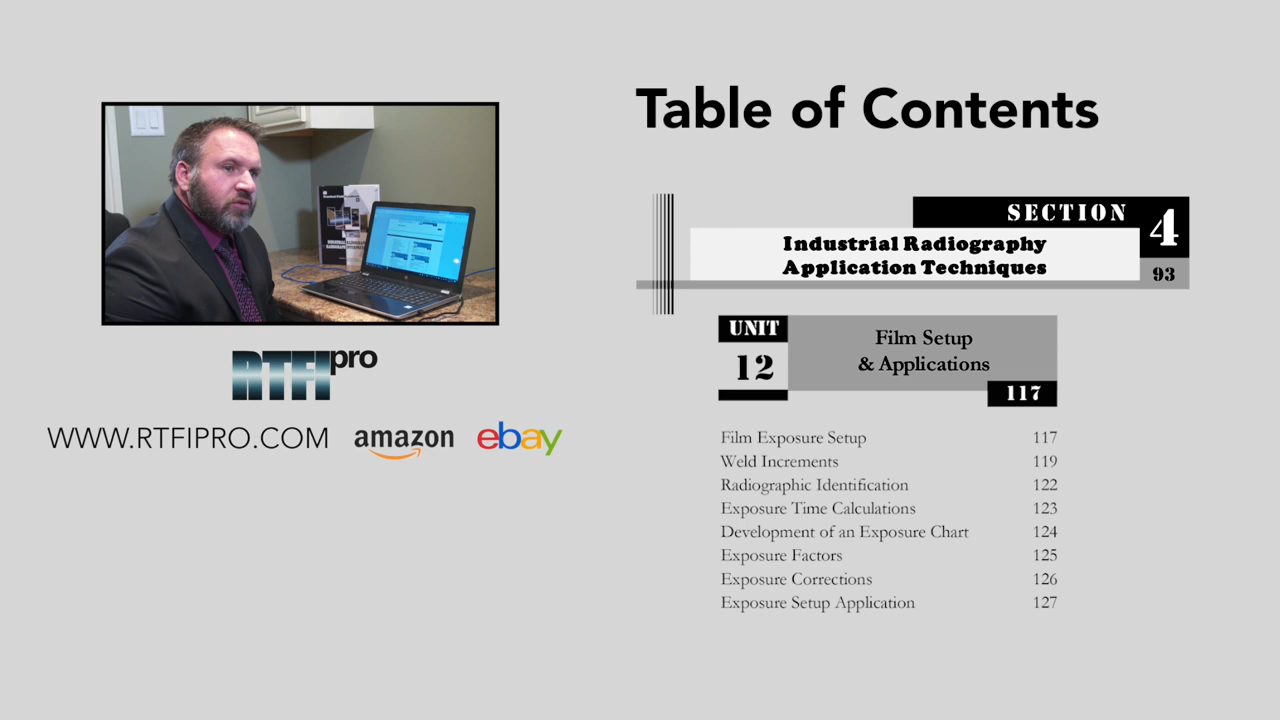 Table of Contents
SECTION
4
Industrial Radiography
Application Techniques
93
UNIT
12
Film Setup
& Applications
117
Film Exposure Setup 117
Weld Increments 119
Radiographic Identification 122
Exposure Time Calculations 123
Development of an Exposure Chart 124
Exposure Factors 125
Exposure Corrections 126
Exposure Setup Application 127
RTFIpro
WWW.RTFIPRO.COM amazon ebay